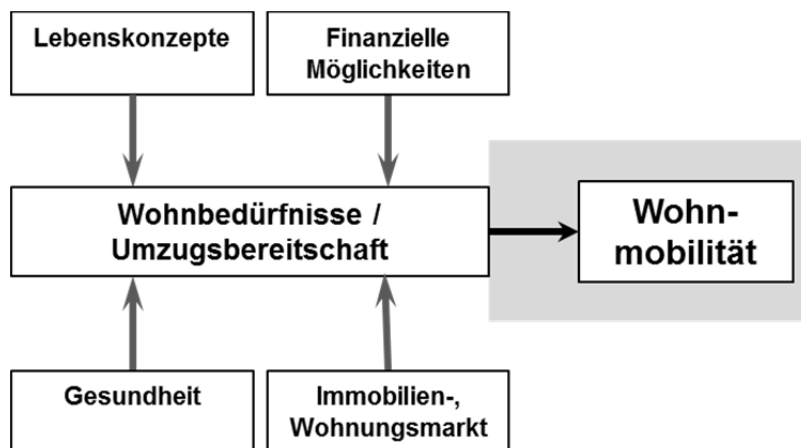 Lebenskonzepte
Finanzielle
Möglichkeiten
Wohnbedürfnisse /
Umzugsbereitschaft
Wohn-
mobilität
Gesundheit
Immobilien-,
Wohnungsmarkt